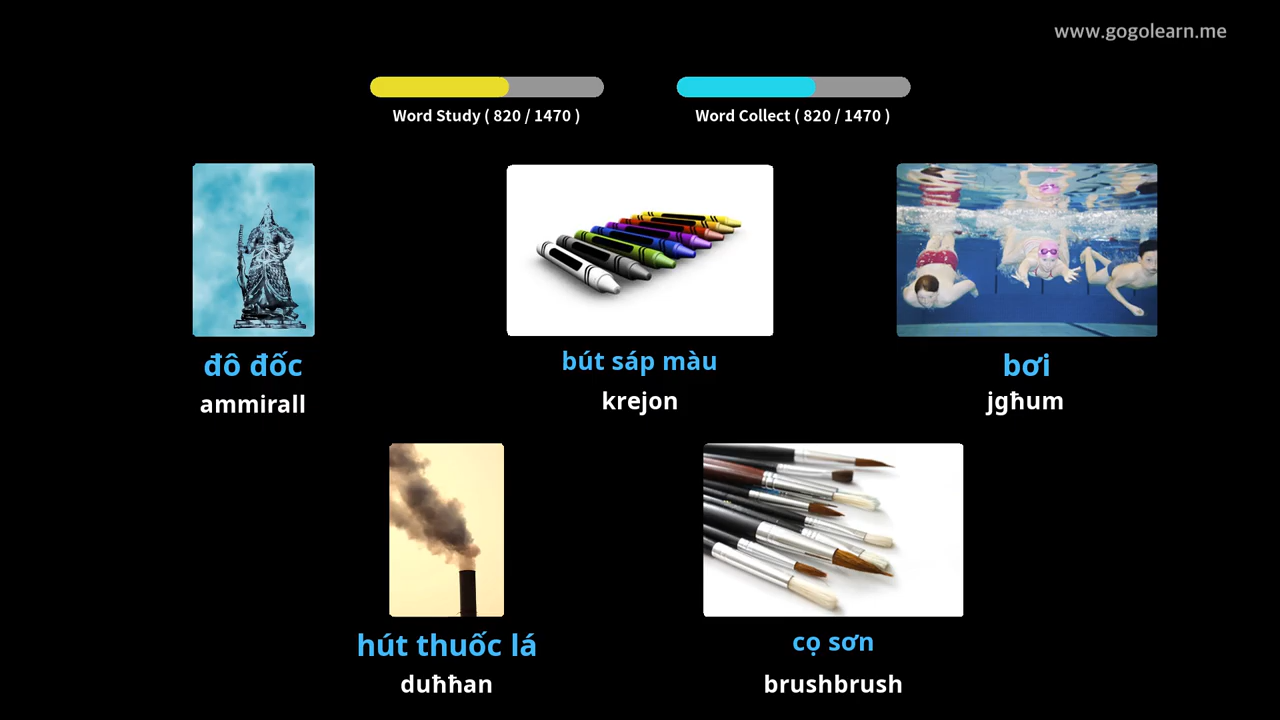 www.gogolearn.me
Word Study ( 820 / 1470 )
Word Collect ( 820 / 1470 )
đô đốc
ammirall
bút sáp màu
krejon
bơi
jgħum
hút thuốc lá
duħħan
cọ sơn
brushbrush